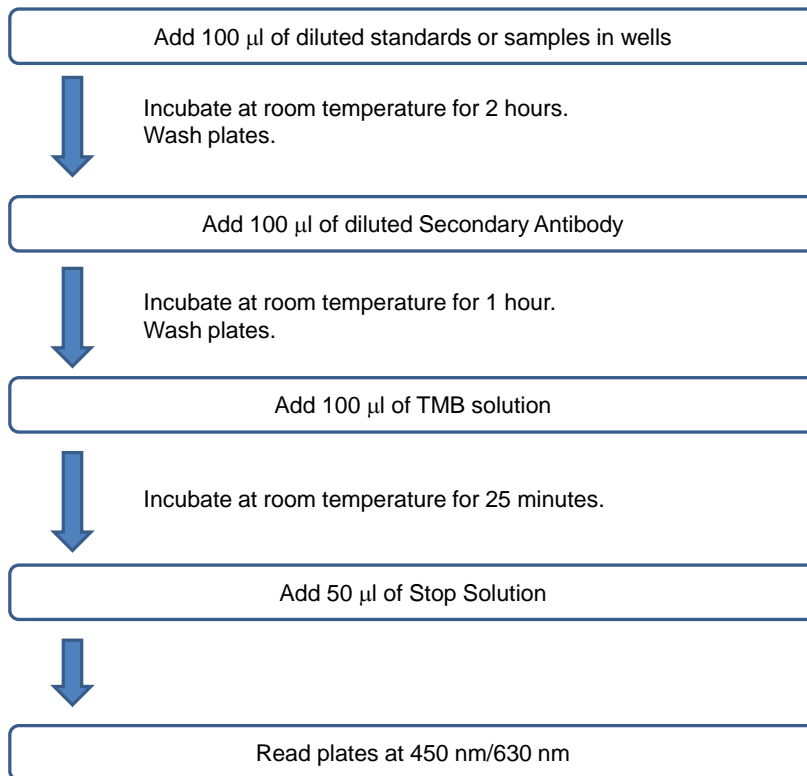 Add 100 μl of diluted standards or samples in wells
Incubate at room temperature for 2 hours.
Wash plates.
Add 100 μl of diluted Secondary Antibody
Incubate at room temperature for 1 hour.
Wash plates.
Add 100 μl of TMB solution
Incubate at room temperature for 25 minutes.
Add 50 μl of Stop Solution
Read plates at 450 nm/630 nm